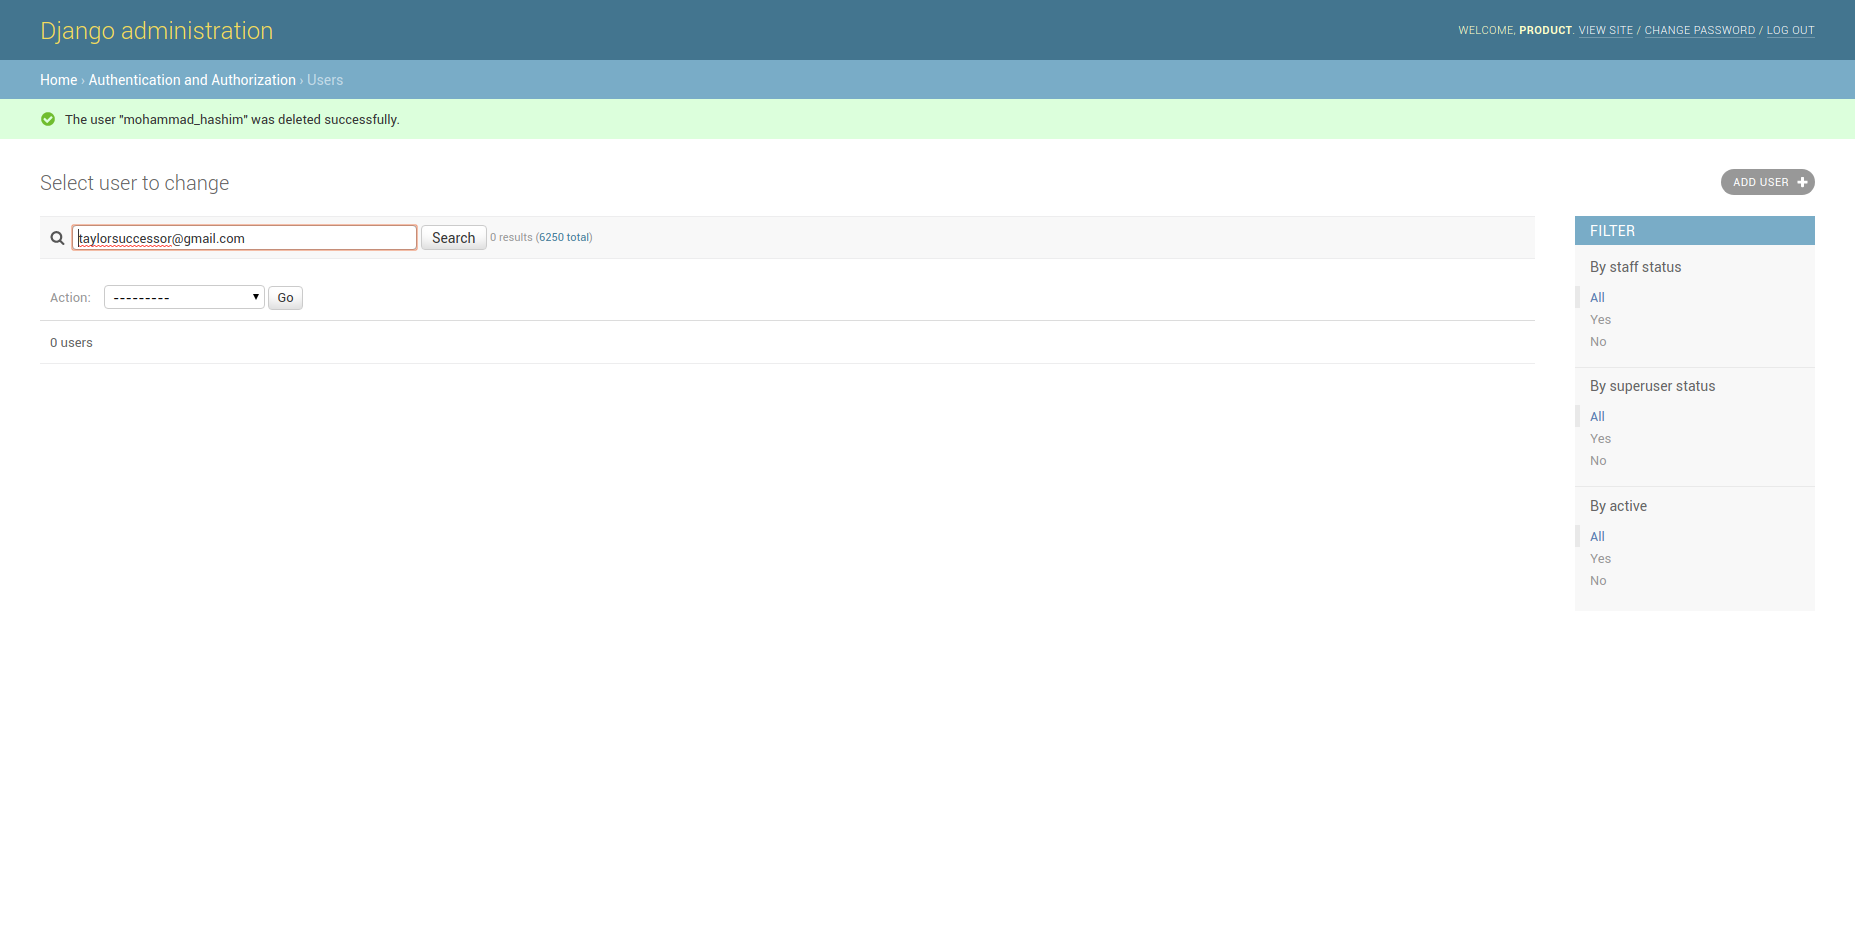 Django administration
WELCOME, PRODUCT. VIEW SITE / CHANGE PASSWORD / LOG OUT
Home › Authentication and Authorization › Users
The user "mohammad_hashim" was deleted successfully.
Select user to change
ADD USER
taylorsuccessor@gmail.com Search 0 results (6250 total)
Action: --------- Go
0 users
FILTER
By staff status
All
Yes
No
By superuser status
All
Yes
No
By active
All
Yes
No